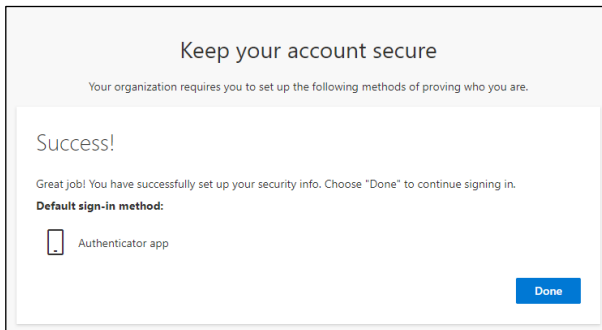 Keep your account secure
Your organization requires you to set up the following methods of proving who you are.
Success!
Great job! You have successfully set up your security info. Choose "Done" to continue signing in.
Default sign-in method:
Authenticator app
Done